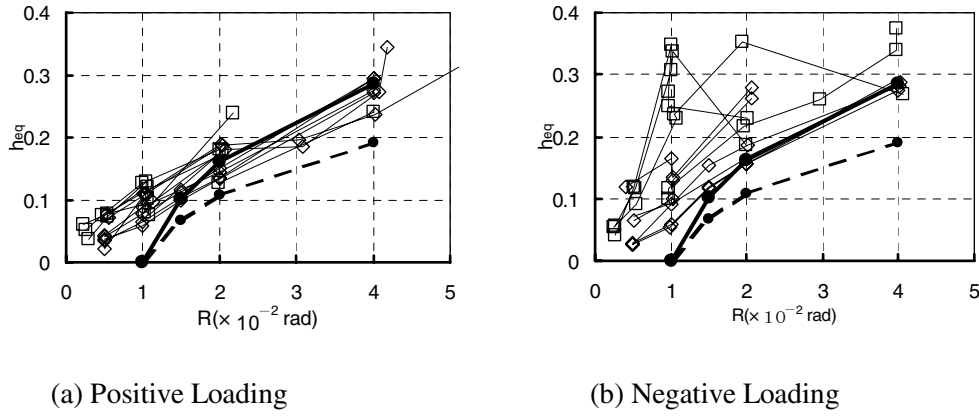 0.4
0.3
0.2
0.1
0
heq
0 1 2 3 4 5
R(× 10⁻² rad)
(a) Positive Loading
0.4
0.3
0.2
0.1
0
heq
0 1 2 3 4 5
R(× 10⁻² rad)
(b) Negative Loading